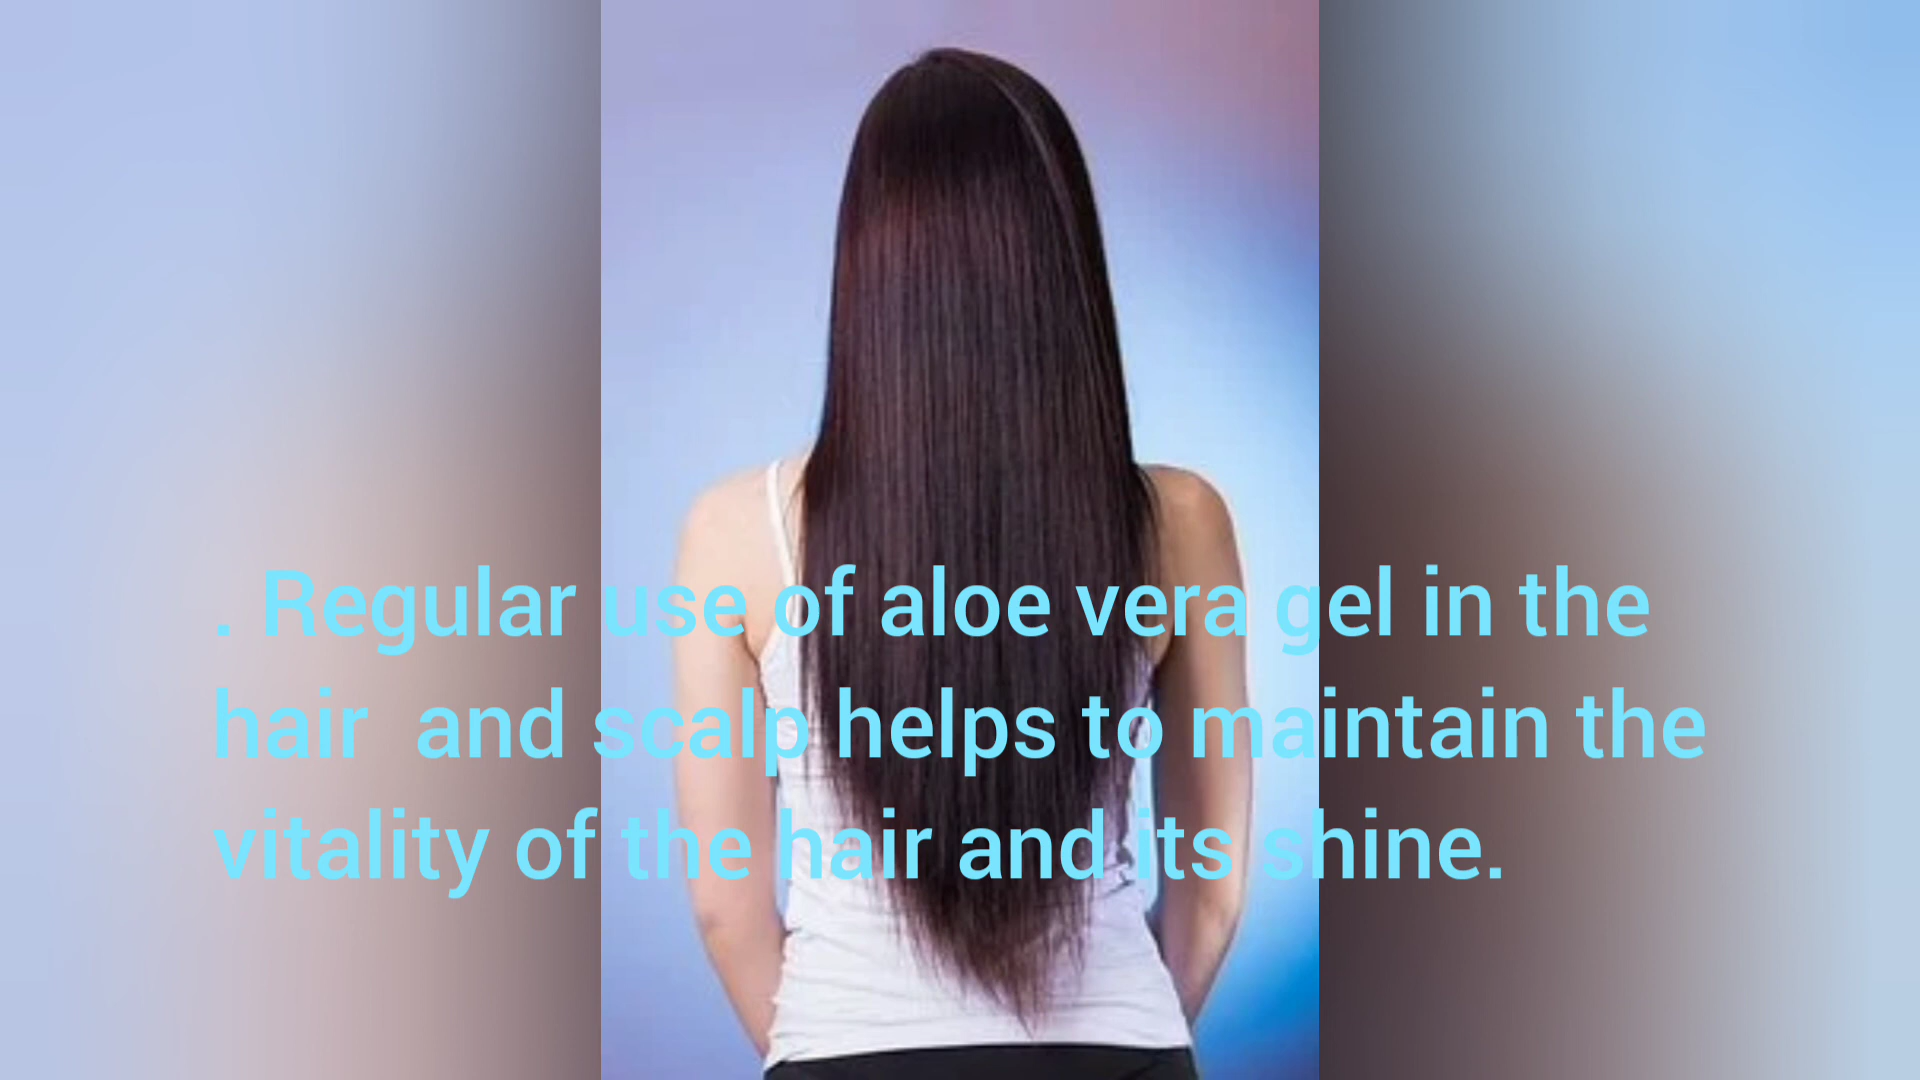 . Regular use of aloe vera gel in the
hair  and scalp helps to maintain the
vitality of the hair and its shine.